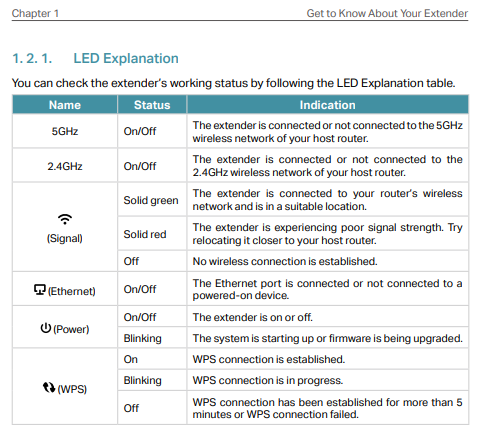 Chapter 1 Get to Know About Your Extender
1. 2. 1. LED Explanation
You can check the extender's working status by following the LED Explanation table.
Name Status Indication
5GHz On/Off The extender is connected or not connected to the 5GHz
wireless network of your host router.
2.4GHz On/Off The extender is connected or not connected to the
2.4GHz wireless network of your host router.
(Signal)
Solid green The extender is connected to your router's wireless
network and is in a suitable location.
Solid red The extender is experiencing poor signal strength. Try
relocating it closer to your host router.
Off No wireless connection is established.
(Ethernet) On/Off The Ethernet port is connected or not connected to a
powered-on device.
(Power)
On/Off The extender is on or off.
Blinking The system is starting up or firmware is being upgraded.
(WPS)
On WPS connection is established.
Blinking WPS connection is in progress.
Off WPS connection has been established for more than 5
minutes or WPS connection failed.